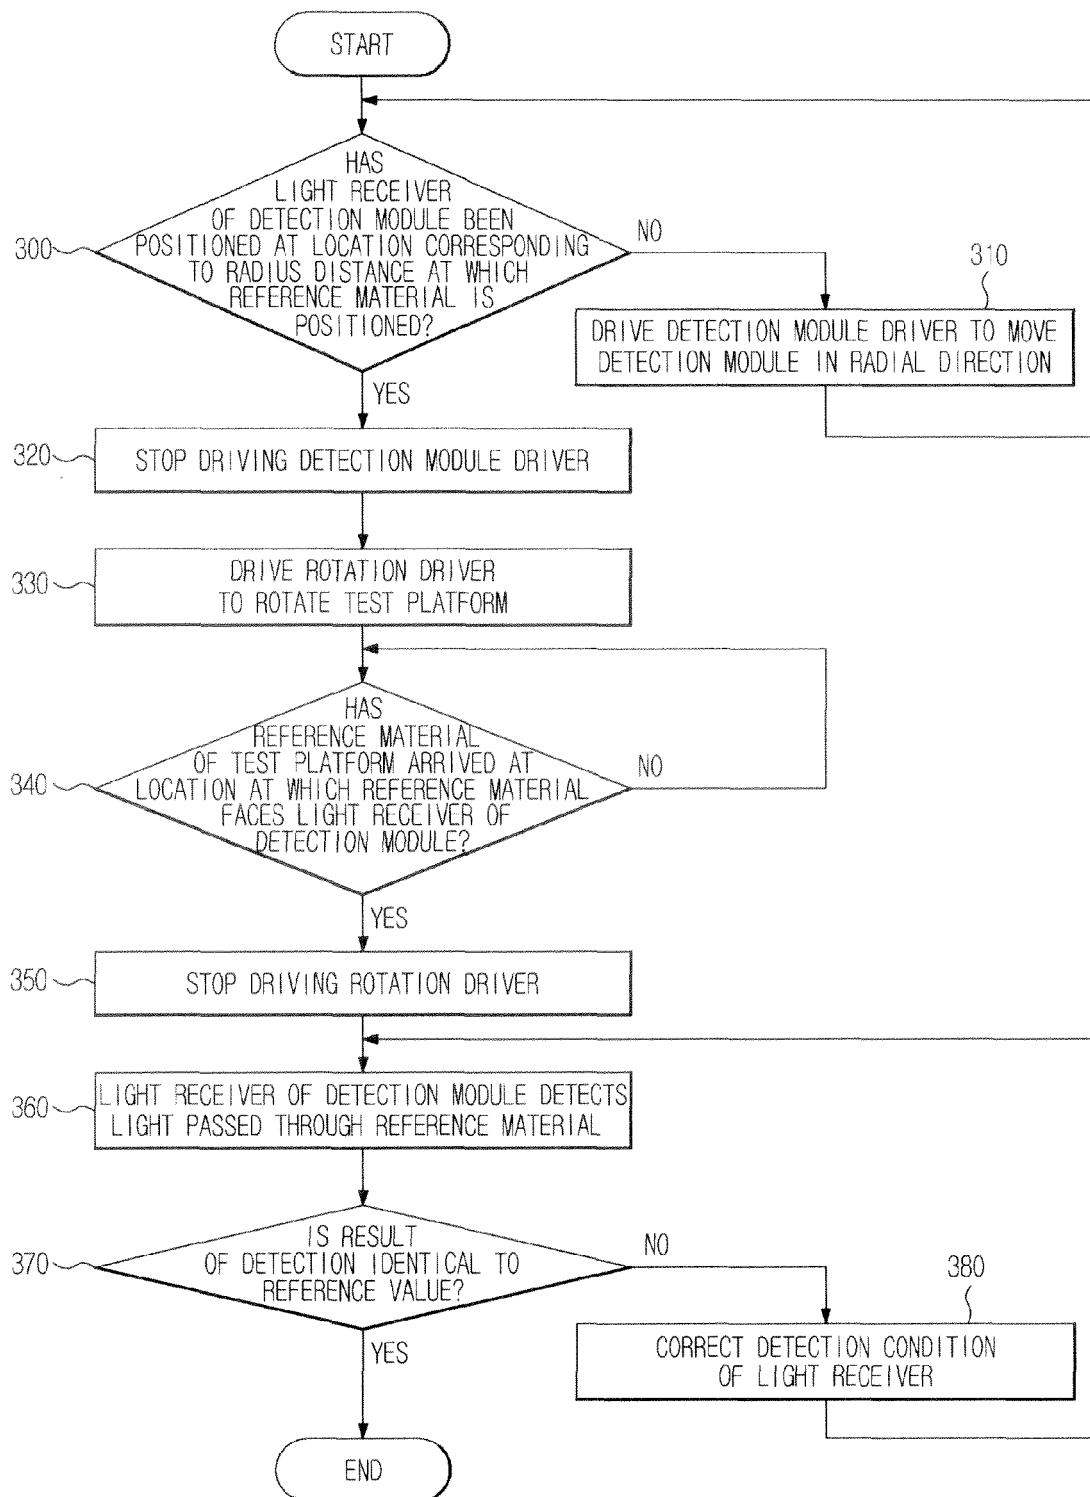 START
HAS
LIGHT RECEIVER
OF DETECTION MODULE BEEN
POSITIONED AT LOCATION CORRESPONDING
TO RADIUS DISTANCE AT WHICH
REFERENCE MATERIAL IS
POSITIONED?
300
NO
310
DRIVE DETECTION MODULE DRIVER TO MOVE
DETECTION MODULE IN RADIAL DIRECTION
YES
320
STOP DRIVING DETECTION MODULE DRIVER
330
DRIVE ROTATION DRIVER
TO ROTATE TEST PLATFORM
HAS
REFERENCE MATERIAL
OF TEST PLATFORM ARRIVED AT
LOCATION AT WHICH REFERENCE MATERIAL
FACES LIGHT RECEIVER OF
DETECTION MODULE?
340
NO
YES
350
STOP DRIVING ROTATION DRIVER
360
LIGHT RECEIVER OF DETECTION MODULE DETECTS
LIGHT PASSED THROUGH REFERENCE MATERIAL
IS RESULT
OF DETECTION IDENTICAL TO
REFERENCE VALUE?
370
NO
380
CORRECT DETECTION CONDITION
OF LIGHT RECEIVER
YES
END